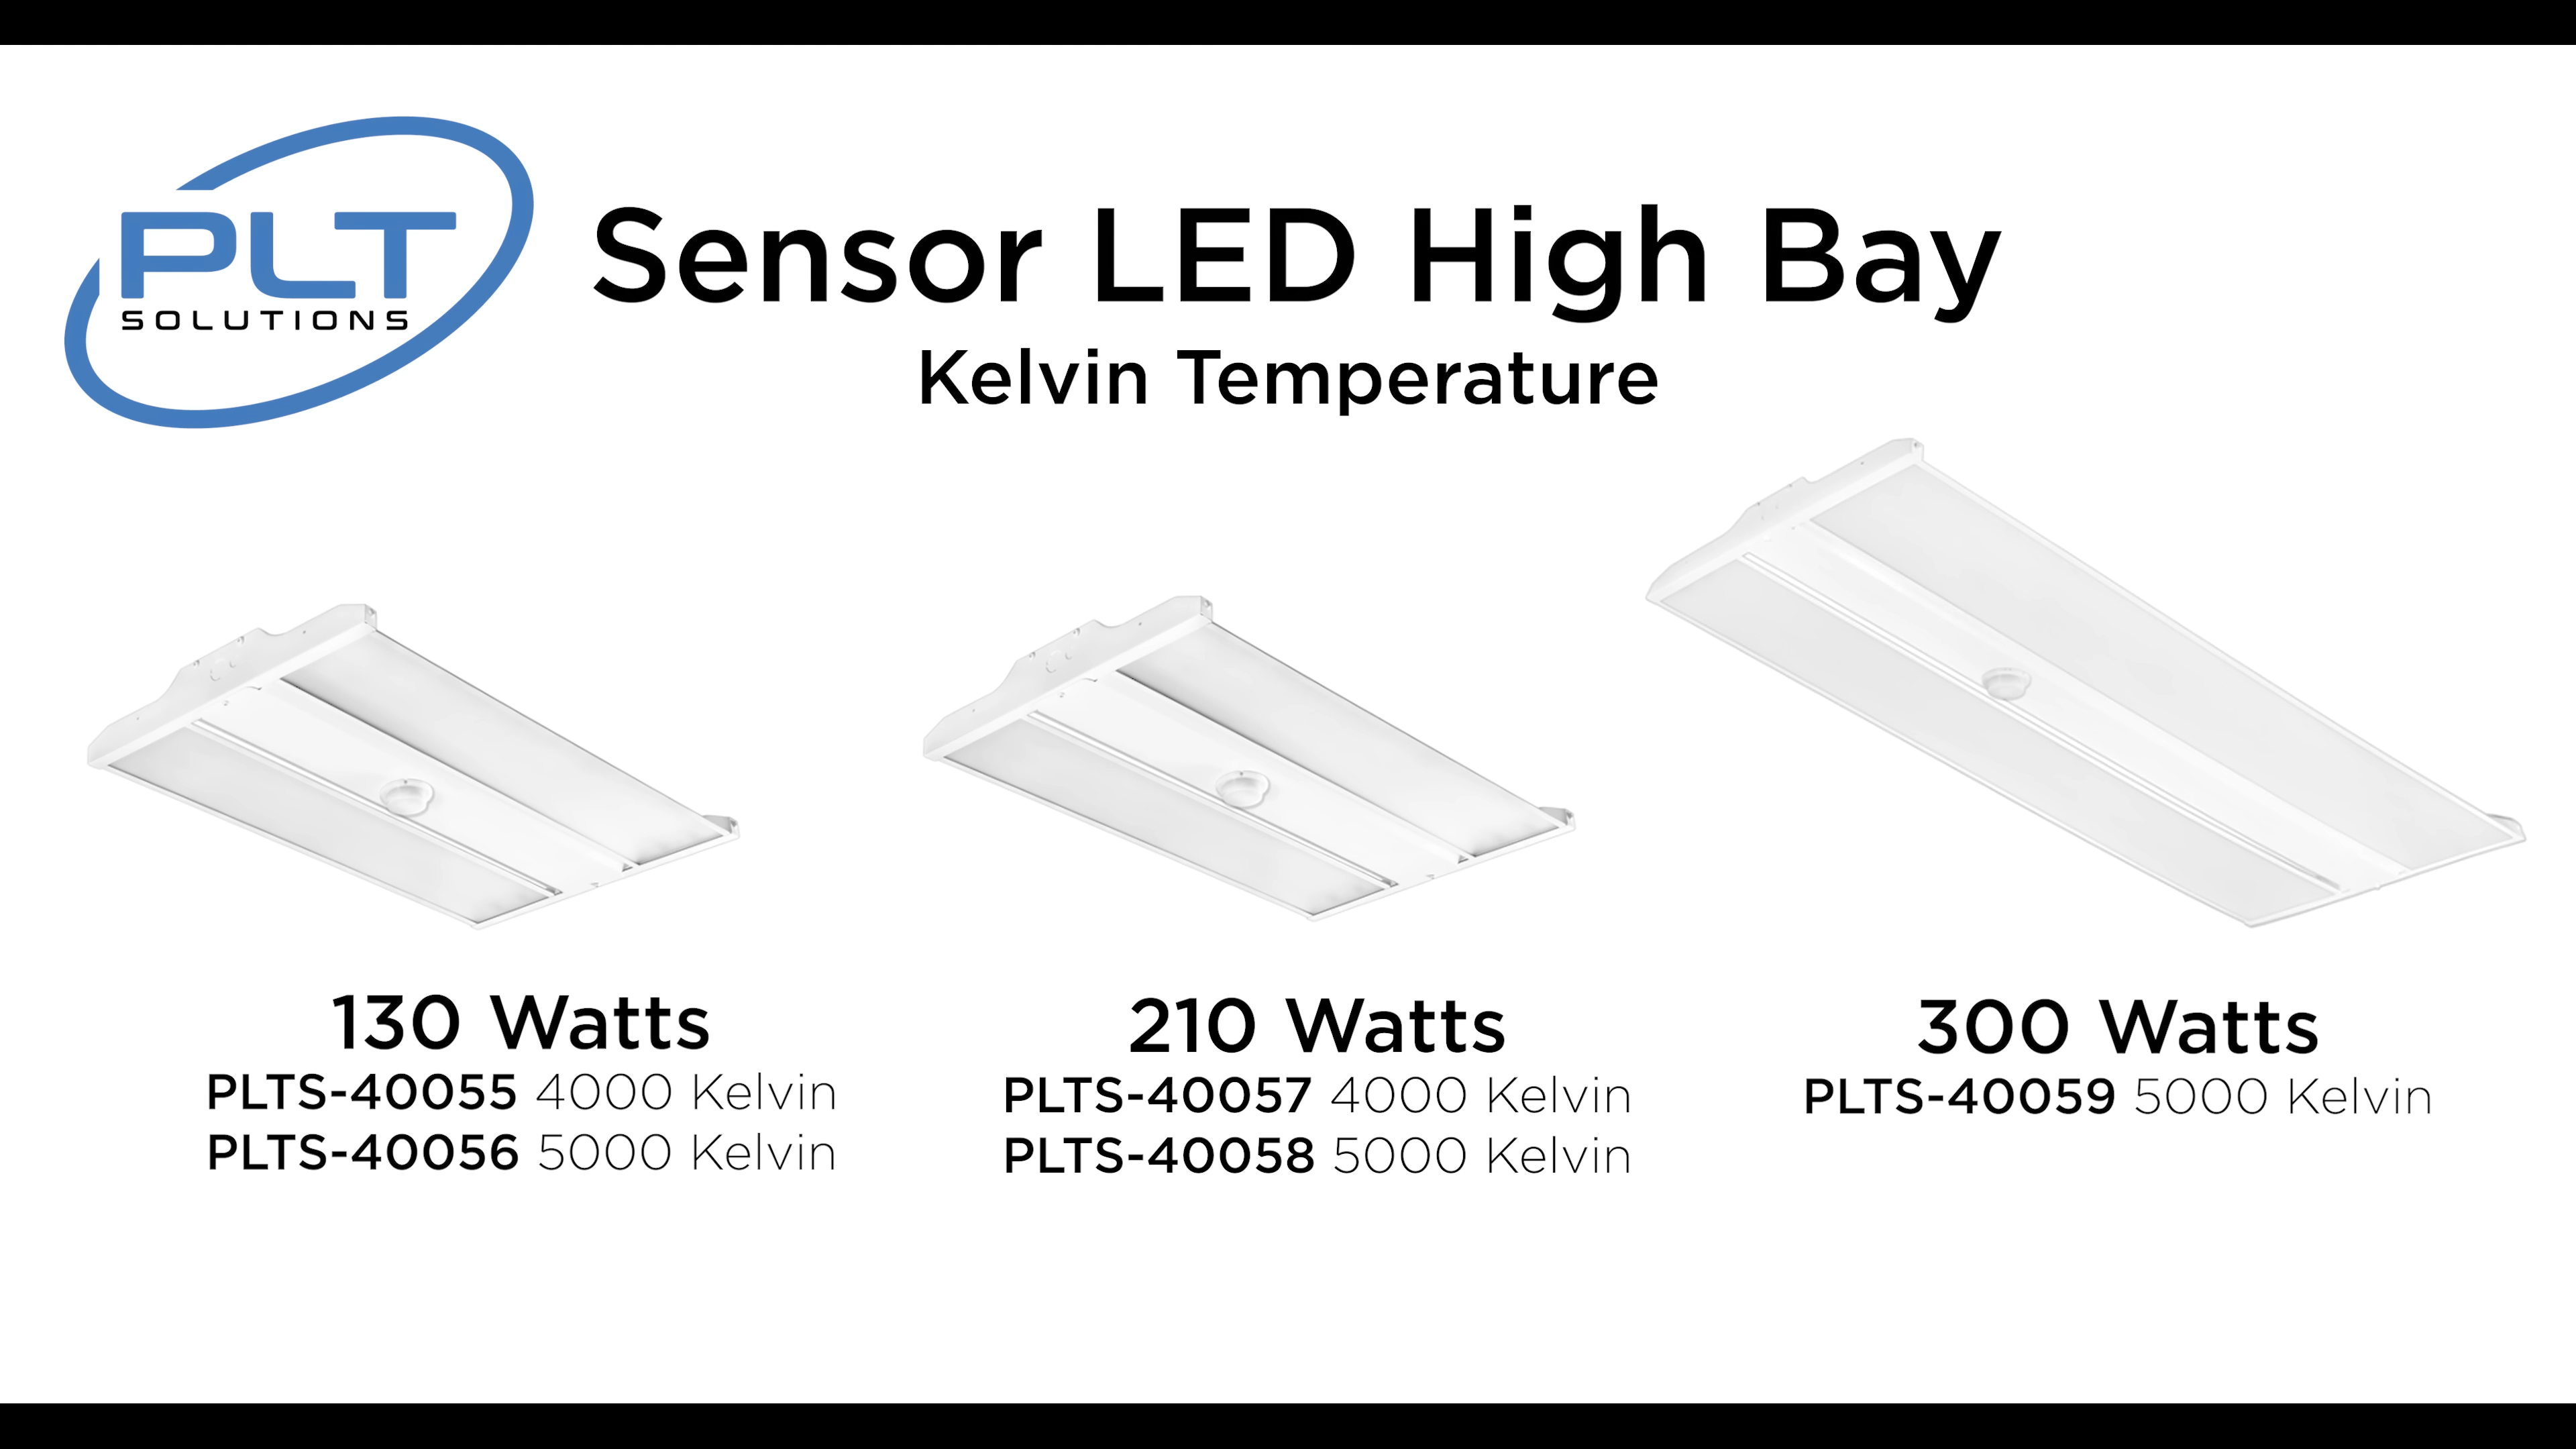 PLT
SOLUTIONS
Sensor LED High Bay
Kelvin Temperature
130 Watts
PLTS-40055 4000 Kelvin
PLTS-40056 5000 Kelvin
210 Watts
PLTS-40057 4000 Kelvin
PLTS-40058 5000 Kelvin
300 Watts
PLTS-40059 5000 Kelvin